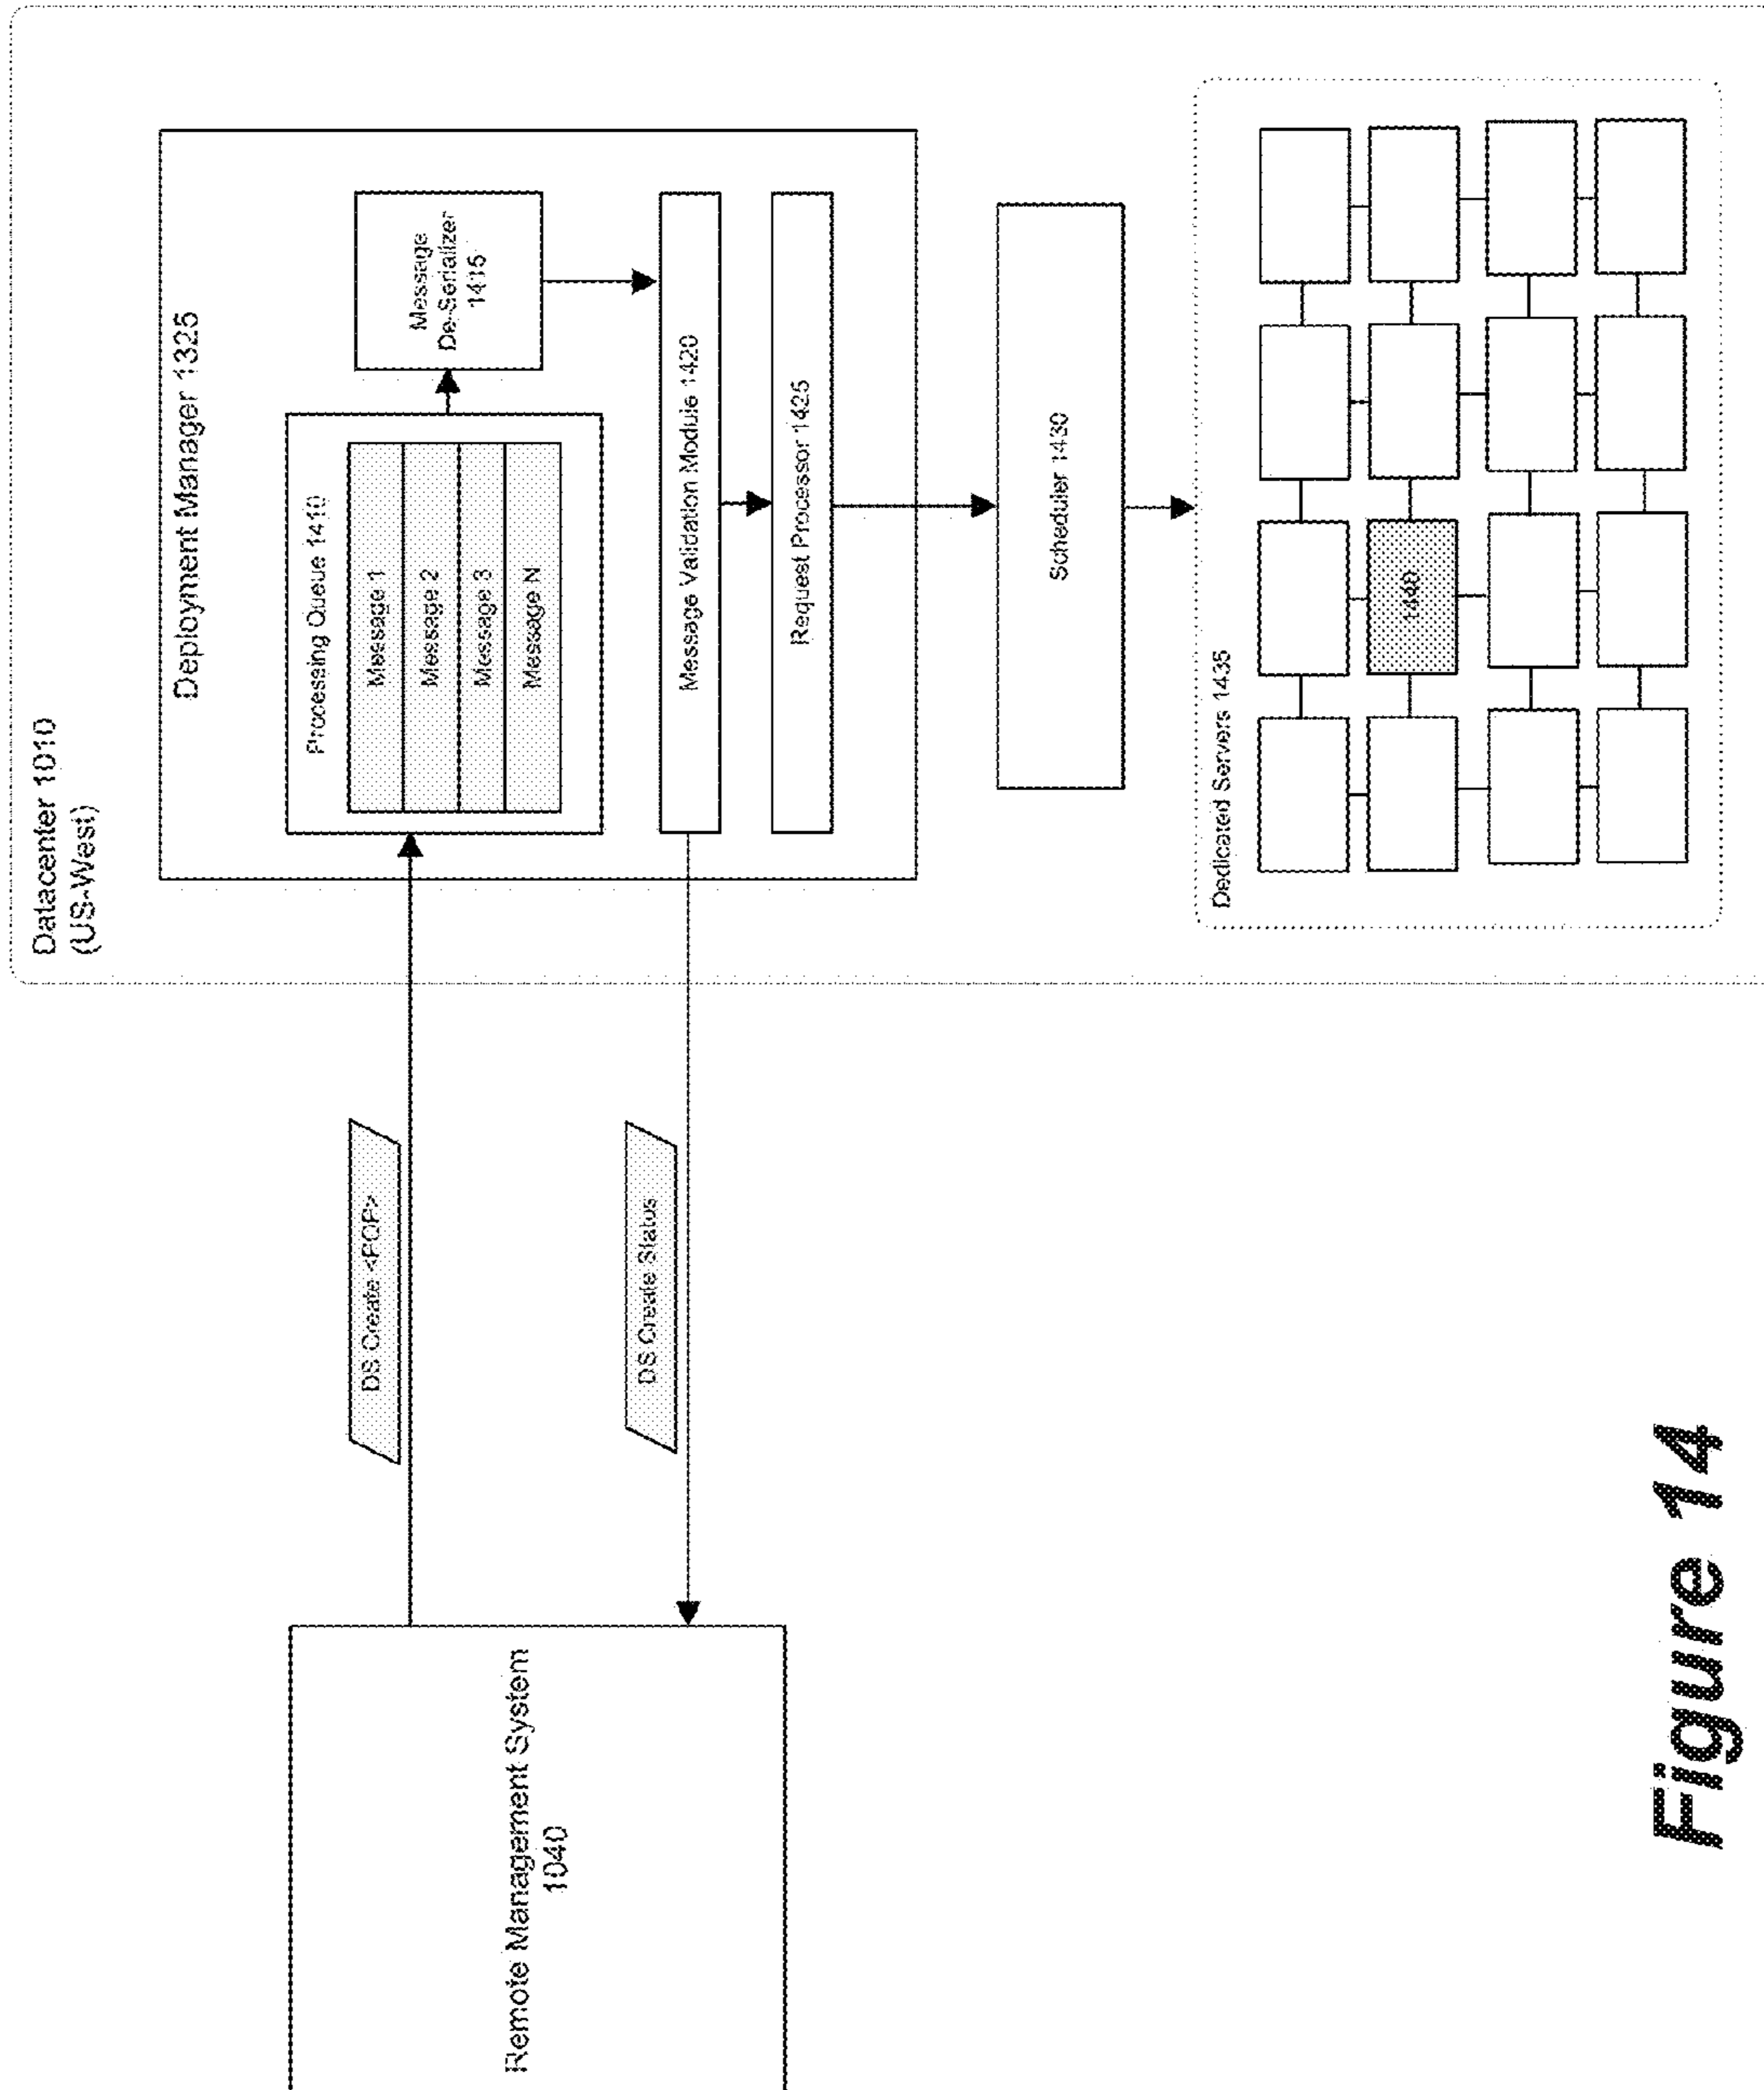 Datacenter 1010
(US-West)
Deployment Manager 1325
Processing Queue 1410
Message 1
Message 2
Message 3
Message N
Message
De-Serializer
1415
Message Validation Module 1420
Request Processor 1425
Scheduler 1430
Dedicated Servers 1435
1440
DS Create <POP>
DS Create Status
Remote Management System
1040
Figure 14